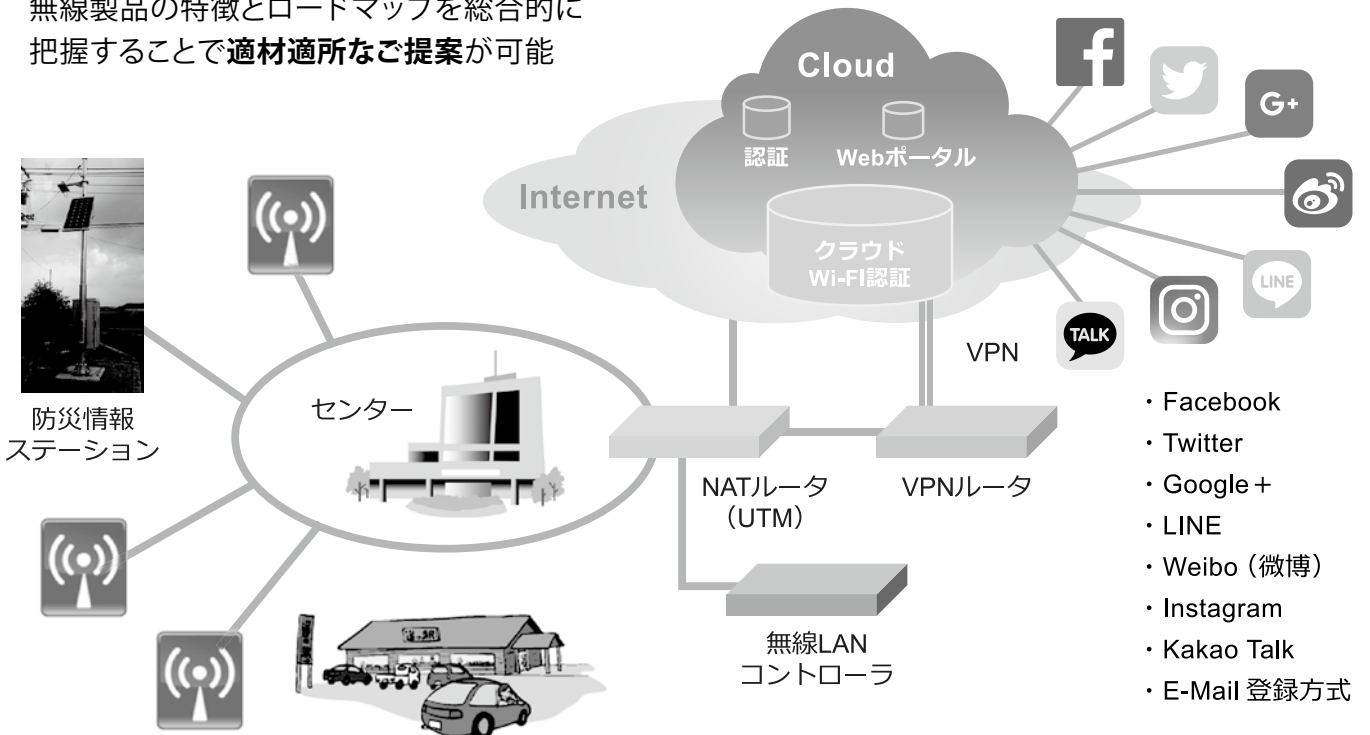 無線製品の特徴とロードマップを総合的に
把握することで適材適所なご提案が可能
Cloud
認証
Webポータル
Internet
クラウド
Wi-FI認証
G+
LINE
TALK
VPN
防災情報
ステーション
センター
NATルータ
(UTM)
VPNルータ
無線LAN
コントローラ
・Facebook
・Twitter
・Google+
・LINE
・Weibo(微博)
・Instagram
・Kakao Talk
・E-Mail 登録方式